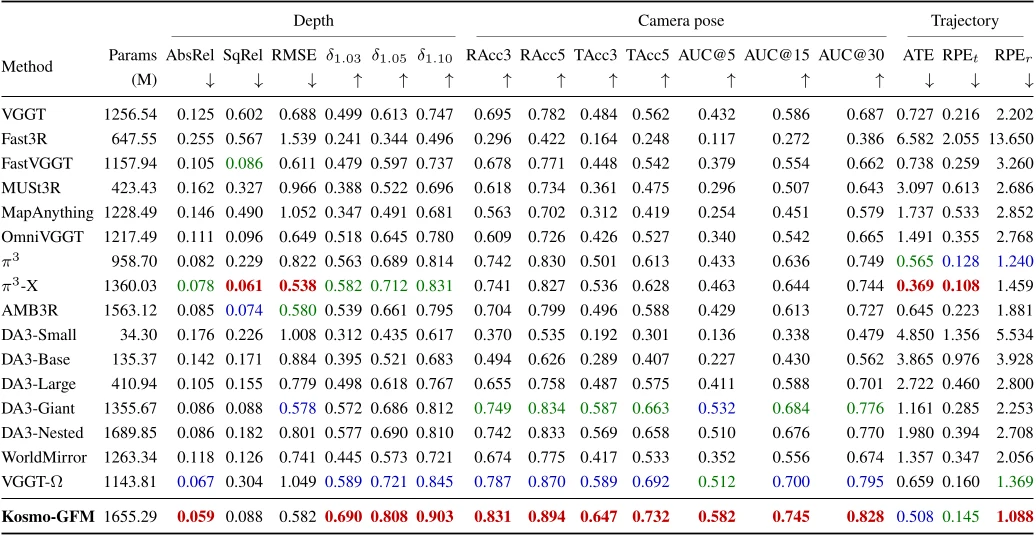 Depth Camera pose Trajectory
Method Params AbsRel SqRel RMSE δ1.03 δ1.05 δ1.10 RAcc3 RAcc5 TAcc3 TAcc5 AUC@5 AUC@15 AUC@30 ATE RPEt RPEr
(M) ↓ ↓ ↓ ↑ ↑ ↑ ↑ ↑ ↑ ↑ ↑ ↑ ↑ ↓ ↓ ↓
VGGT 1256.54 0.125 0.602 0.688 0.499 0.613 0.747 0.695 0.782 0.484 0.562 0.432 0.586 0.687 0.727 0.216 2.202
Fast3R 647.55 0.255 0.567 1.539 0.241 0.344 0.496 0.296 0.422 0.164 0.248 0.117 0.272 0.386 6.582 2.055 13.650
FastVGGT 1157.94 0.105 0.086 0.611 0.479 0.597 0.737 0.678 0.771 0.448 0.542 0.379 0.554 0.662 0.738 0.259 3.260
MUSt3R 423.43 0.162 0.327 0.966 0.388 0.522 0.696 0.618 0.734 0.361 0.475 0.296 0.507 0.643 3.097 0.613 2.686
MapAnything 1228.49 0.146 0.490 1.052 0.347 0.491 0.681 0.563 0.702 0.312 0.419 0.254 0.451 0.579 1.737 0.533 2.852
OmniVGGT 1217.49 0.111 0.096 0.649 0.518 0.645 0.780 0.609 0.726 0.426 0.527 0.340 0.542 0.665 1.491 0.355 2.768
π³ 958.70 0.082 0.229 0.822 0.563 0.689 0.814 0.742 0.830 0.501 0.613 0.433 0.636 0.749 0.565 0.128 1.240
π³-X 1360.03 0.078 0.061 0.538 0.582 0.712 0.831 0.741 0.827 0.536 0.628 0.463 0.644 0.744 0.369 0.108 1.459
AMB3R 1563.12 0.085 0.074 0.580 0.539 0.661 0.795 0.704 0.799 0.496 0.588 0.429 0.613 0.727 0.645 0.223 1.881
DA3-Small 34.30 0.176 0.226 1.008 0.312 0.435 0.617 0.370 0.535 0.192 0.301 0.136 0.338 0.479 4.850 1.356 5.534
DA3-Base 135.37 0.142 0.171 0.884 0.395 0.521 0.683 0.494 0.626 0.289 0.407 0.227 0.430 0.562 3.865 0.976 3.928
DA3-Large 410.94 0.105 0.155 0.779 0.498 0.618 0.767 0.655 0.758 0.487 0.575 0.411 0.588 0.701 2.722 0.460 2.800
DA3-Giant 1355.67 0.086 0.088 0.578 0.572 0.686 0.812 0.749 0.834 0.587 0.663 0.532 0.684 0.776 1.161 0.285 2.253
DA3-Nested 1689.85 0.086 0.182 0.801 0.577 0.690 0.810 0.742 0.833 0.569 0.658 0.510 0.676 0.770 1.980 0.394 2.708
WorldMirror 1263.34 0.118 0.126 0.741 0.445 0.573 0.721 0.674 0.775 0.417 0.533 0.352 0.556 0.674 1.357 0.347 2.056
VGGT-Ω 1143.81 0.067 0.304 1.049 0.589 0.721 0.845 0.787 0.870 0.589 0.692 0.512 0.700 0.795 0.659 0.160 1.369
Kosmo-GFM 1655.29 0.059 0.088 0.582 0.690 0.808 0.903 0.831 0.894 0.647 0.732 0.582 0.745 0.828 0.508 0.145 1.088